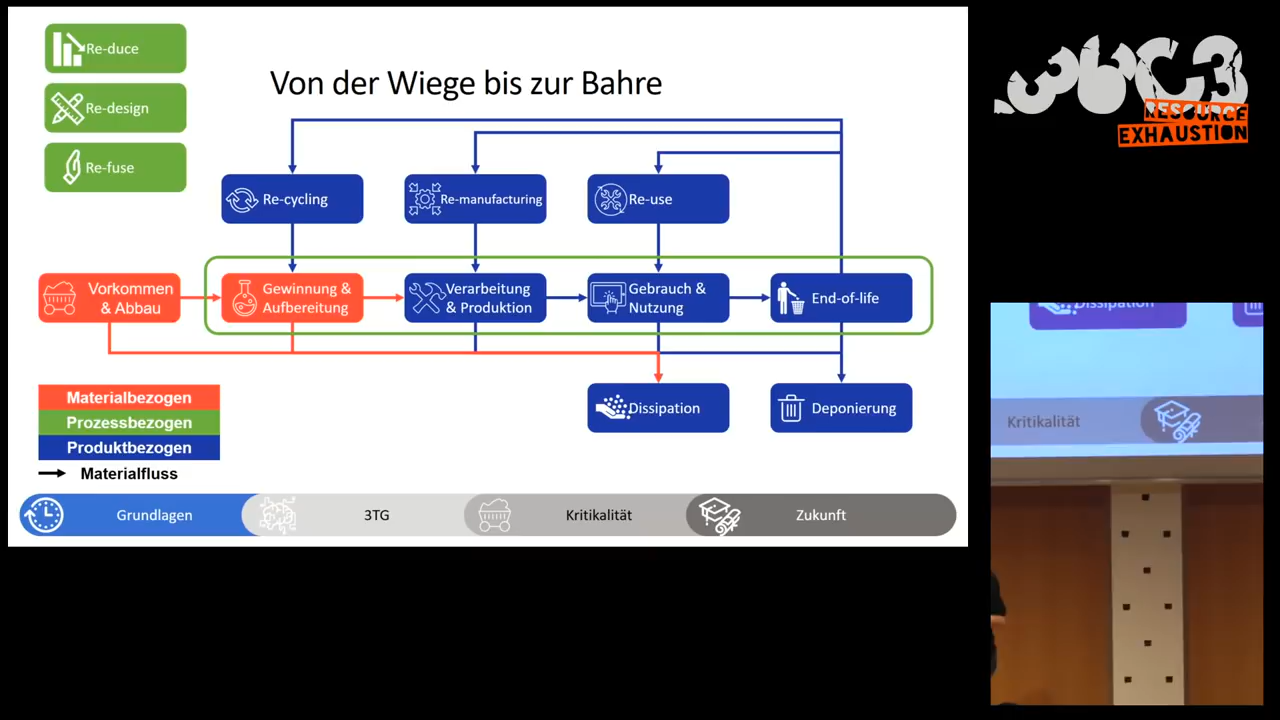 Re-duce
Re-design
Re-fuse
Von der Wiege bis zur Bahre
Re-cycling
Re-manufacturing
Re-use
Vorkommen
& Abbau
Gewinnung &
Aufbereitung
Verarbeitung
& Produktion
Gebrauch &
Nutzung
End-of-life
Dissipation
Deponierung
Materialbezogen
Prozessbezogen
Produktbezogen
Materialfluss
Grundlagen
3TG
Kritikalität
Zukunft
36C3
RESOURCE
EXHAUSTION
Dissipation
Kritikalität